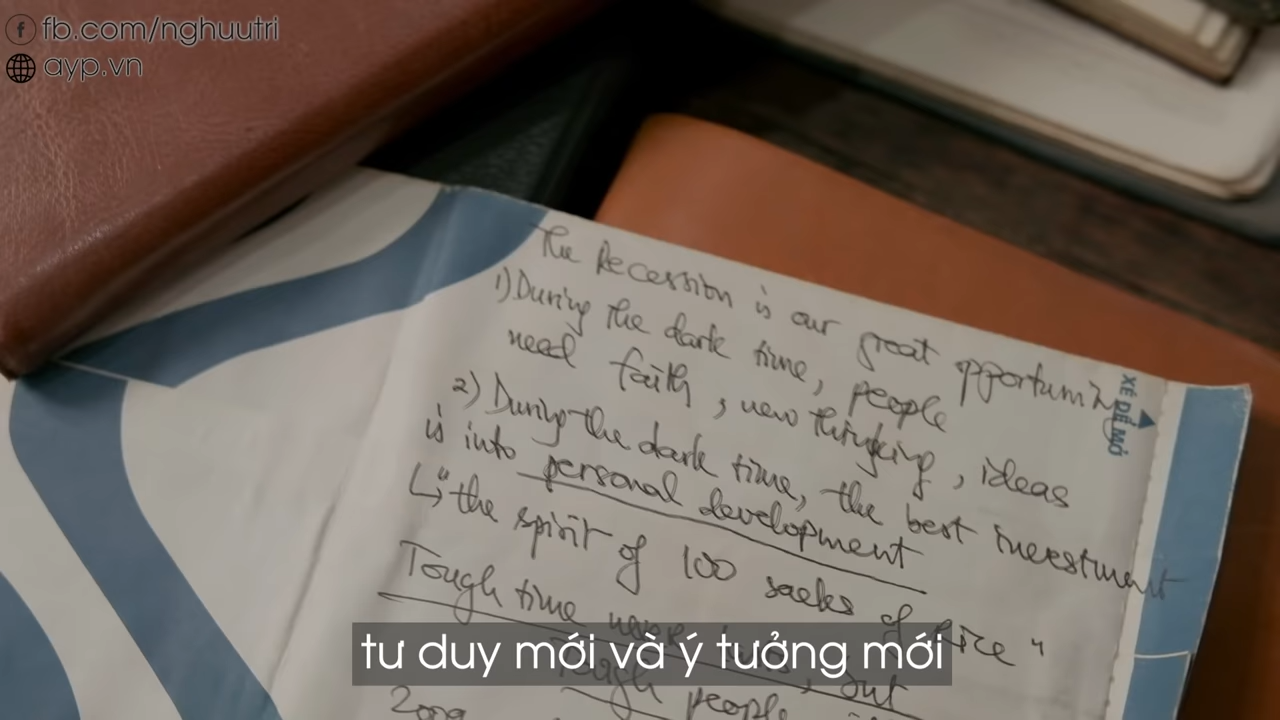 fb.com/nghuutri
ayp.vn
The Recession is our great opportunity
1) During the dark time, people
need faith, new thinking, ideas
2) During the dark time, the best investment
is into personal development
"the spirit of 100 sacks of rice"
Tough time never but
Tough people
XÉ ĐỂ MỞ
tư duy mới và ý tưởng mới